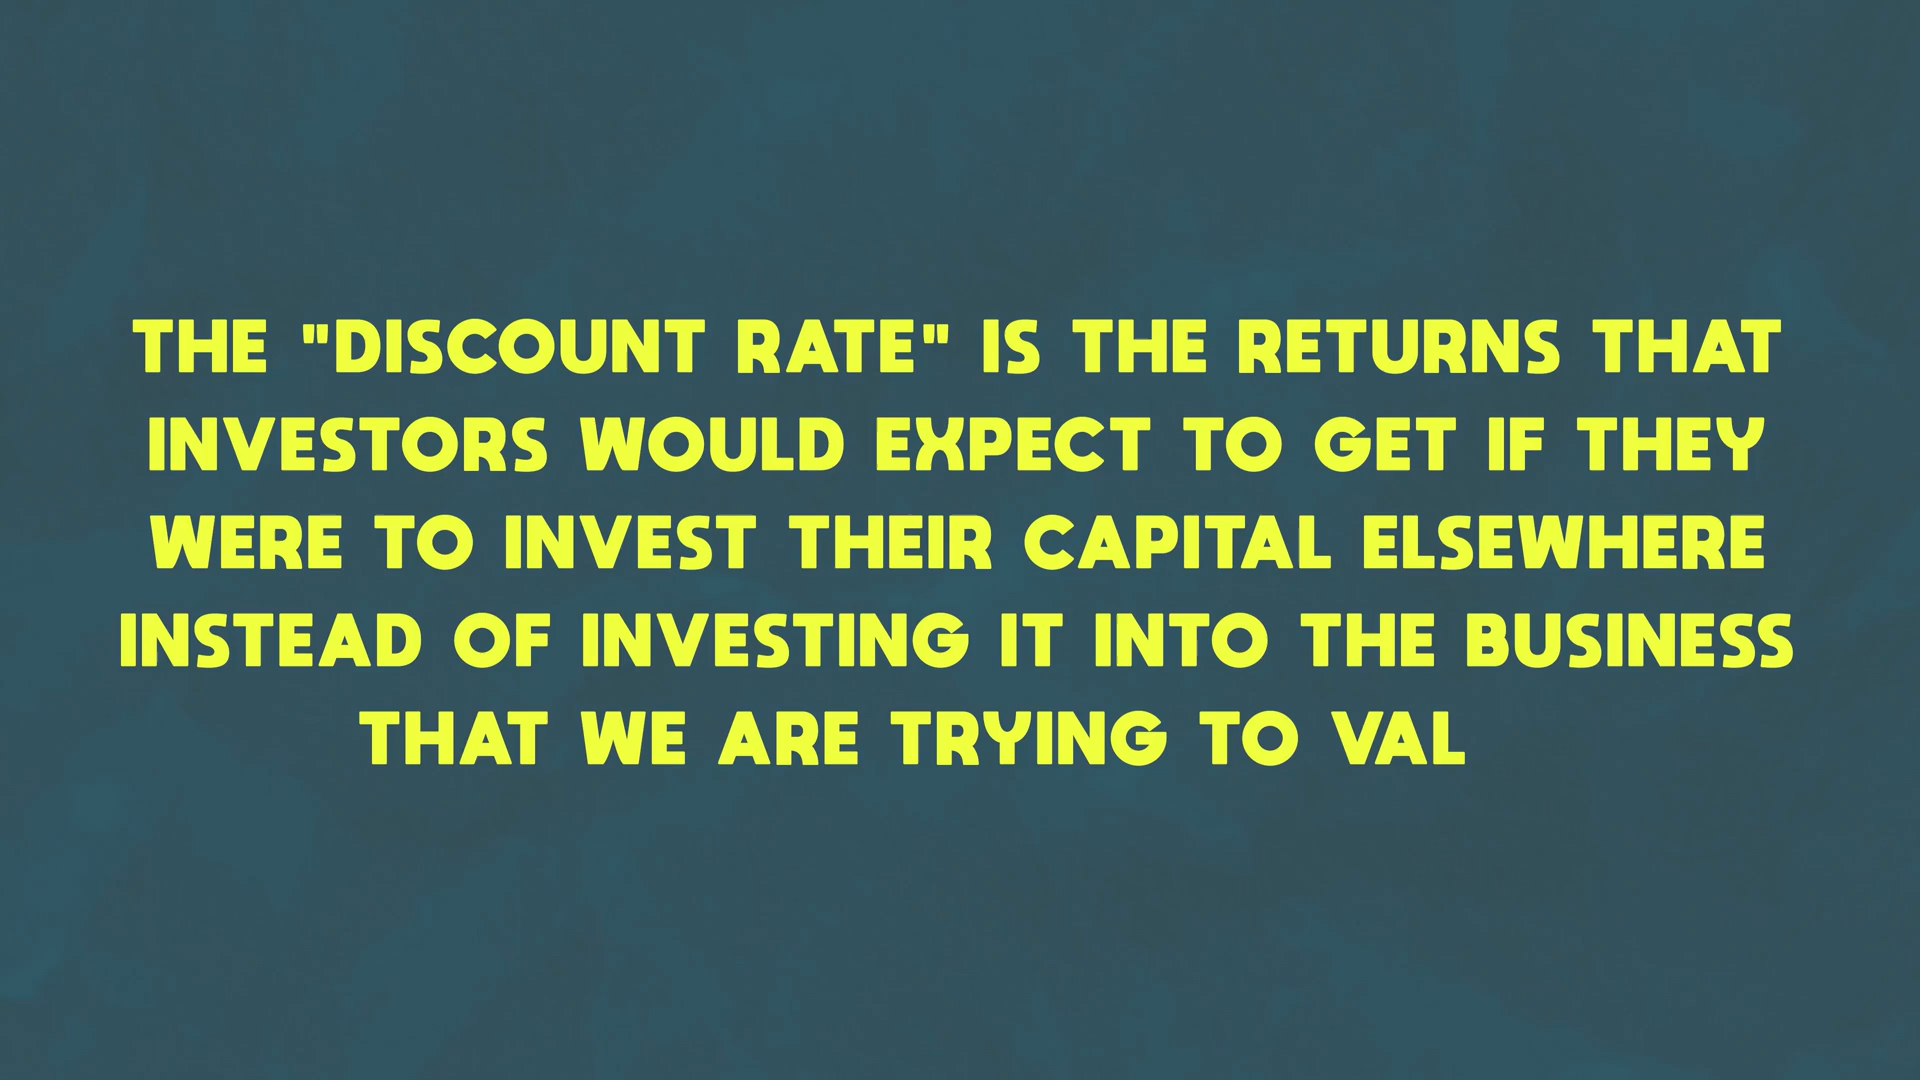 THE "DISCOUNT RATE" IS THE RETURNS THAT
INVESTORS WOULD EXPECT TO GET IF THEY
WERE TO INVEST THEIR CAPITAL ELSEWHERE
INSTEAD OF INVESTING IT INTO THE BUSINESS
THAT WE ARE TRYING TO VAL